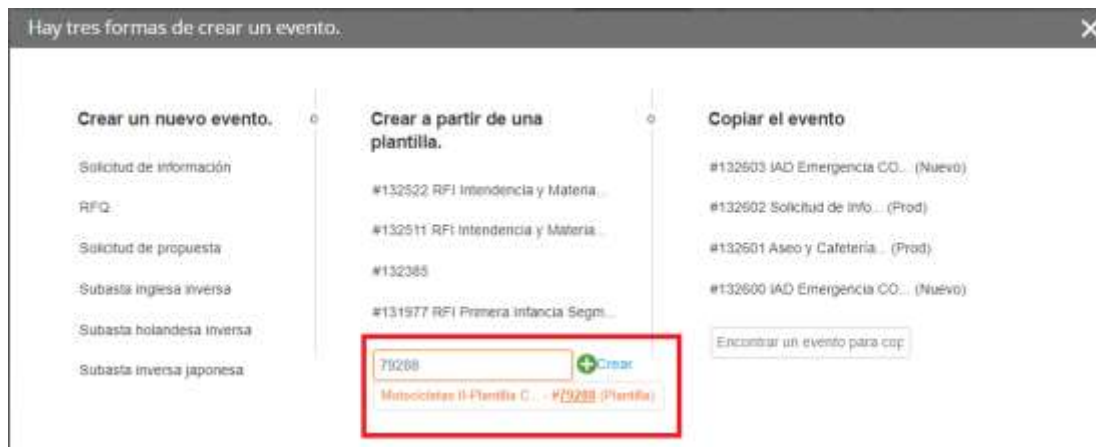 Hay tres formas de crear un evento.
Crear un nuevo evento.
Solicitud de información
RFQ
Solicitud de propuesta
Subasta inglesa inversa
Subasta holandesa inversa
Subasta inversa japonesa
Crear a partir de una
plantilla.
#132522 RFI Intendencia y Materia...
#132511 RFI Intendencia y Materia...
#132385
#131977 RFI Primera Infancia Segm...
79288
Crear
Motocicletas II-Plantilla C... - #79288 (Plantilla)
Copiar el evento
#132603 IAD Emergencia CO... (Nuevo)
#132602 Solicitud de Info... (Prod)
#132601 Aseo y Cafetería... (Prod)
#132600 IAD Emergencia CO... (Nuevo)
Encontrar un evento para cop